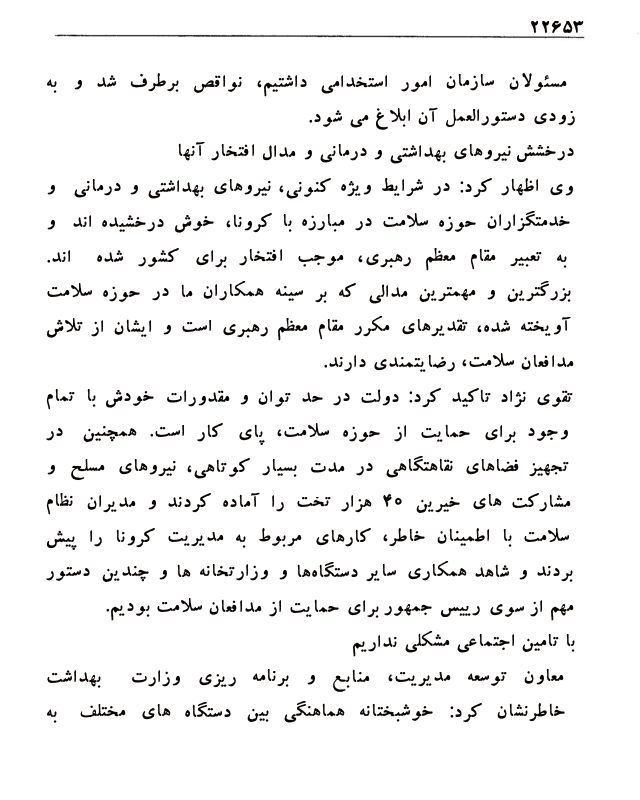 ۲۲۶۵۳
مسئولان سازمان امور استخدامی داشتیم، نواقص برطرف شد و به
زودی دستورالعمل آن ابلاغ می شود.
درخشش نیروهای بهداشتی و درمانی و مدال افتخار آنها
وی اظهار کرد: در شرایط ویژه کنونی، نیروهای بهداشتی و درمانی و
خدمتگزاران حوزه سلامت در مبارزه با کرونا، خوش درخشیده اند و
به تعبیر مقام معظم رهبری، موجب افتخار برای کشور شده اند.
بزرگترین و مهمترین مدالی که بر سینه همکاران ما در حوزه سلامت
آویخته شده، تقدیرهای مکرر مقام معظم رهبری است و ایشان از تلاش
مدافعان سلامت، رضایتمندی دارند.
تقوی نژاد تاکید کرد: دولت در حد توان و مقدورات خودش با تمام
وجود برای حمایت از حوزه سلامت، پای کار است. همچنین در
تجهیز فضاهای نقاهتگاهی در مدت بسیار کوتاهی، نیروهای مسلح و
مشارکت های خیرین ۴۰ هزار تخت را آماده کردند و مدیران نظام
سلامت با اطمینان خاطر، کارهای مربوط به مدیریت کرونا را پیش
بردند و شاهد همکاری سایر دستگاه‌ها و وزارتخانه ها و چندین دستور
مهم از سوی رییس جمهور برای حمایت از مدافعان سلامت بودیم.
با تامین اجتماعی مشکلی نداریم
معاون توسعه مدیریت، منابع و برنامه ریزی وزارت بهداشت
خاطرنشان کرد: خوشبختانه هماهنگی بین دستگاه های مختلف به